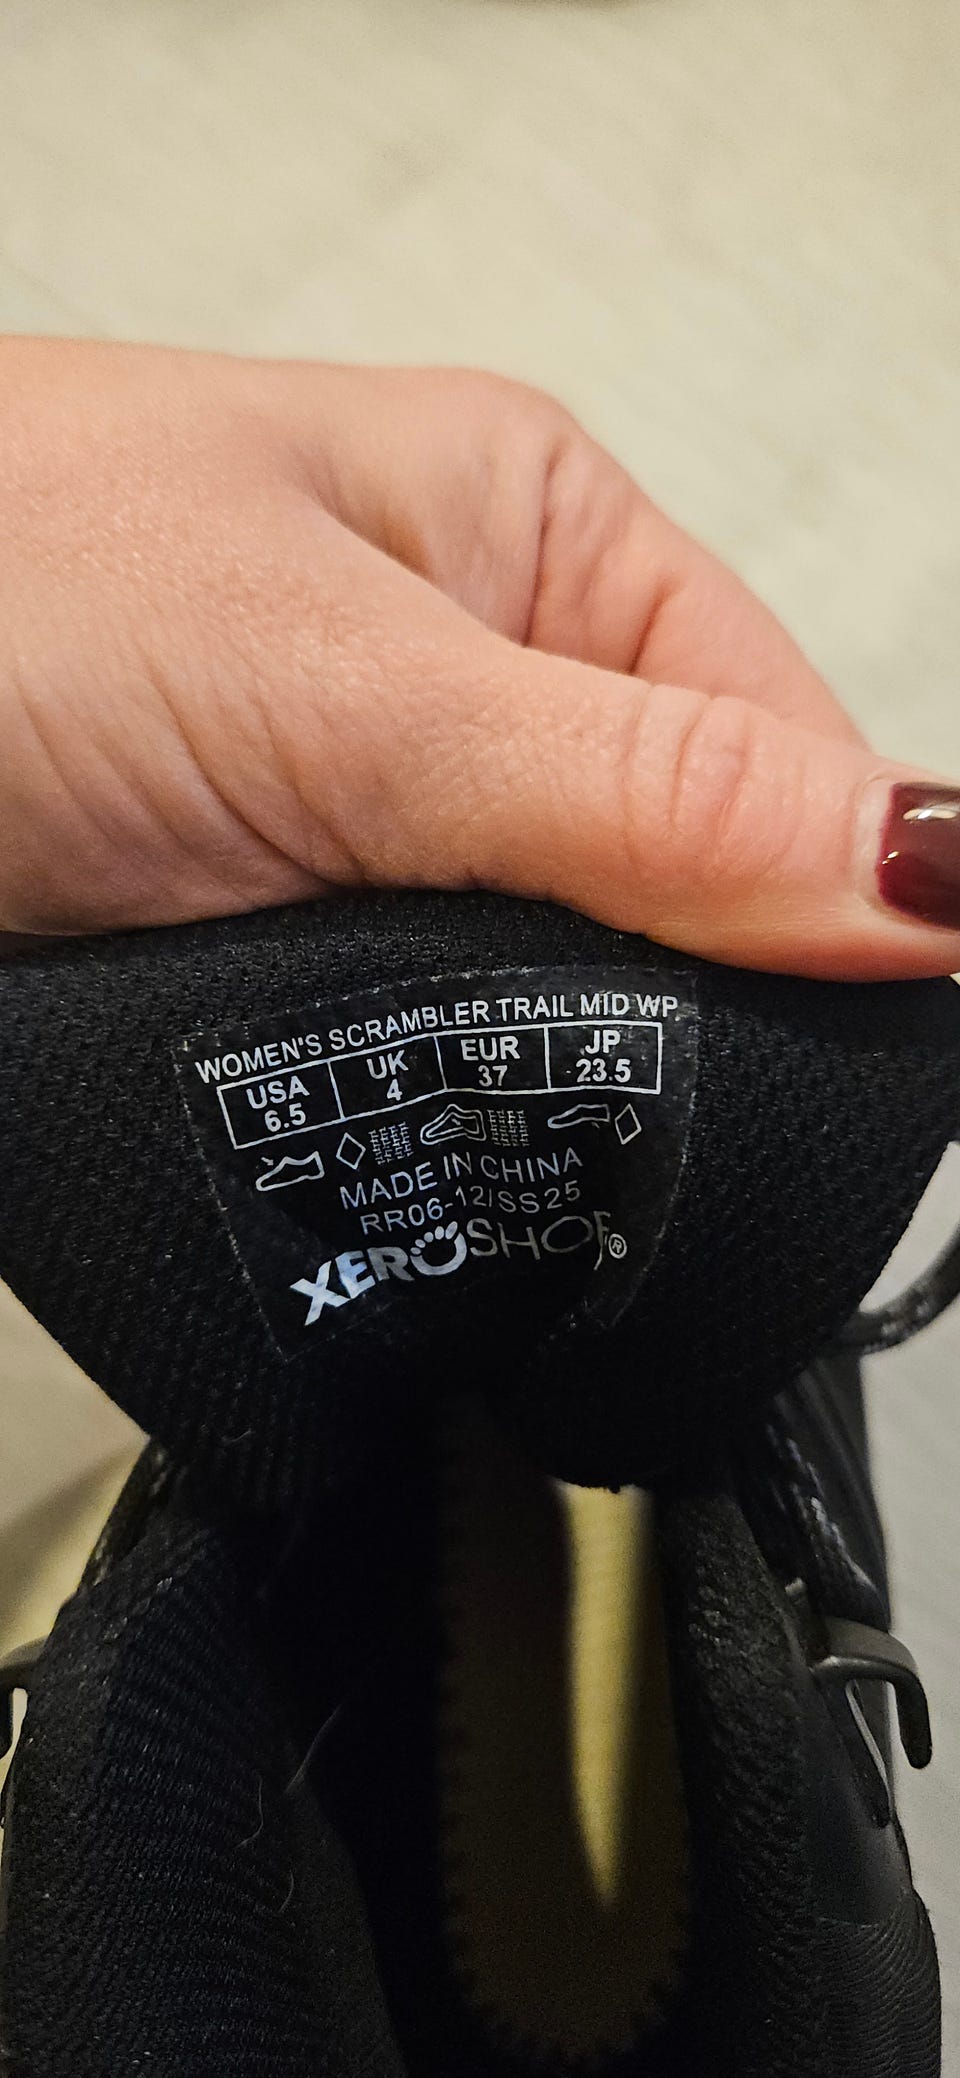 WOMEN'S SCRAMBLER TRAIL MID WP
USA UK EUR JP
6.5 4 37 23.5
MADE IN CHINA
RR06-12/SS25
XEROSHOE®